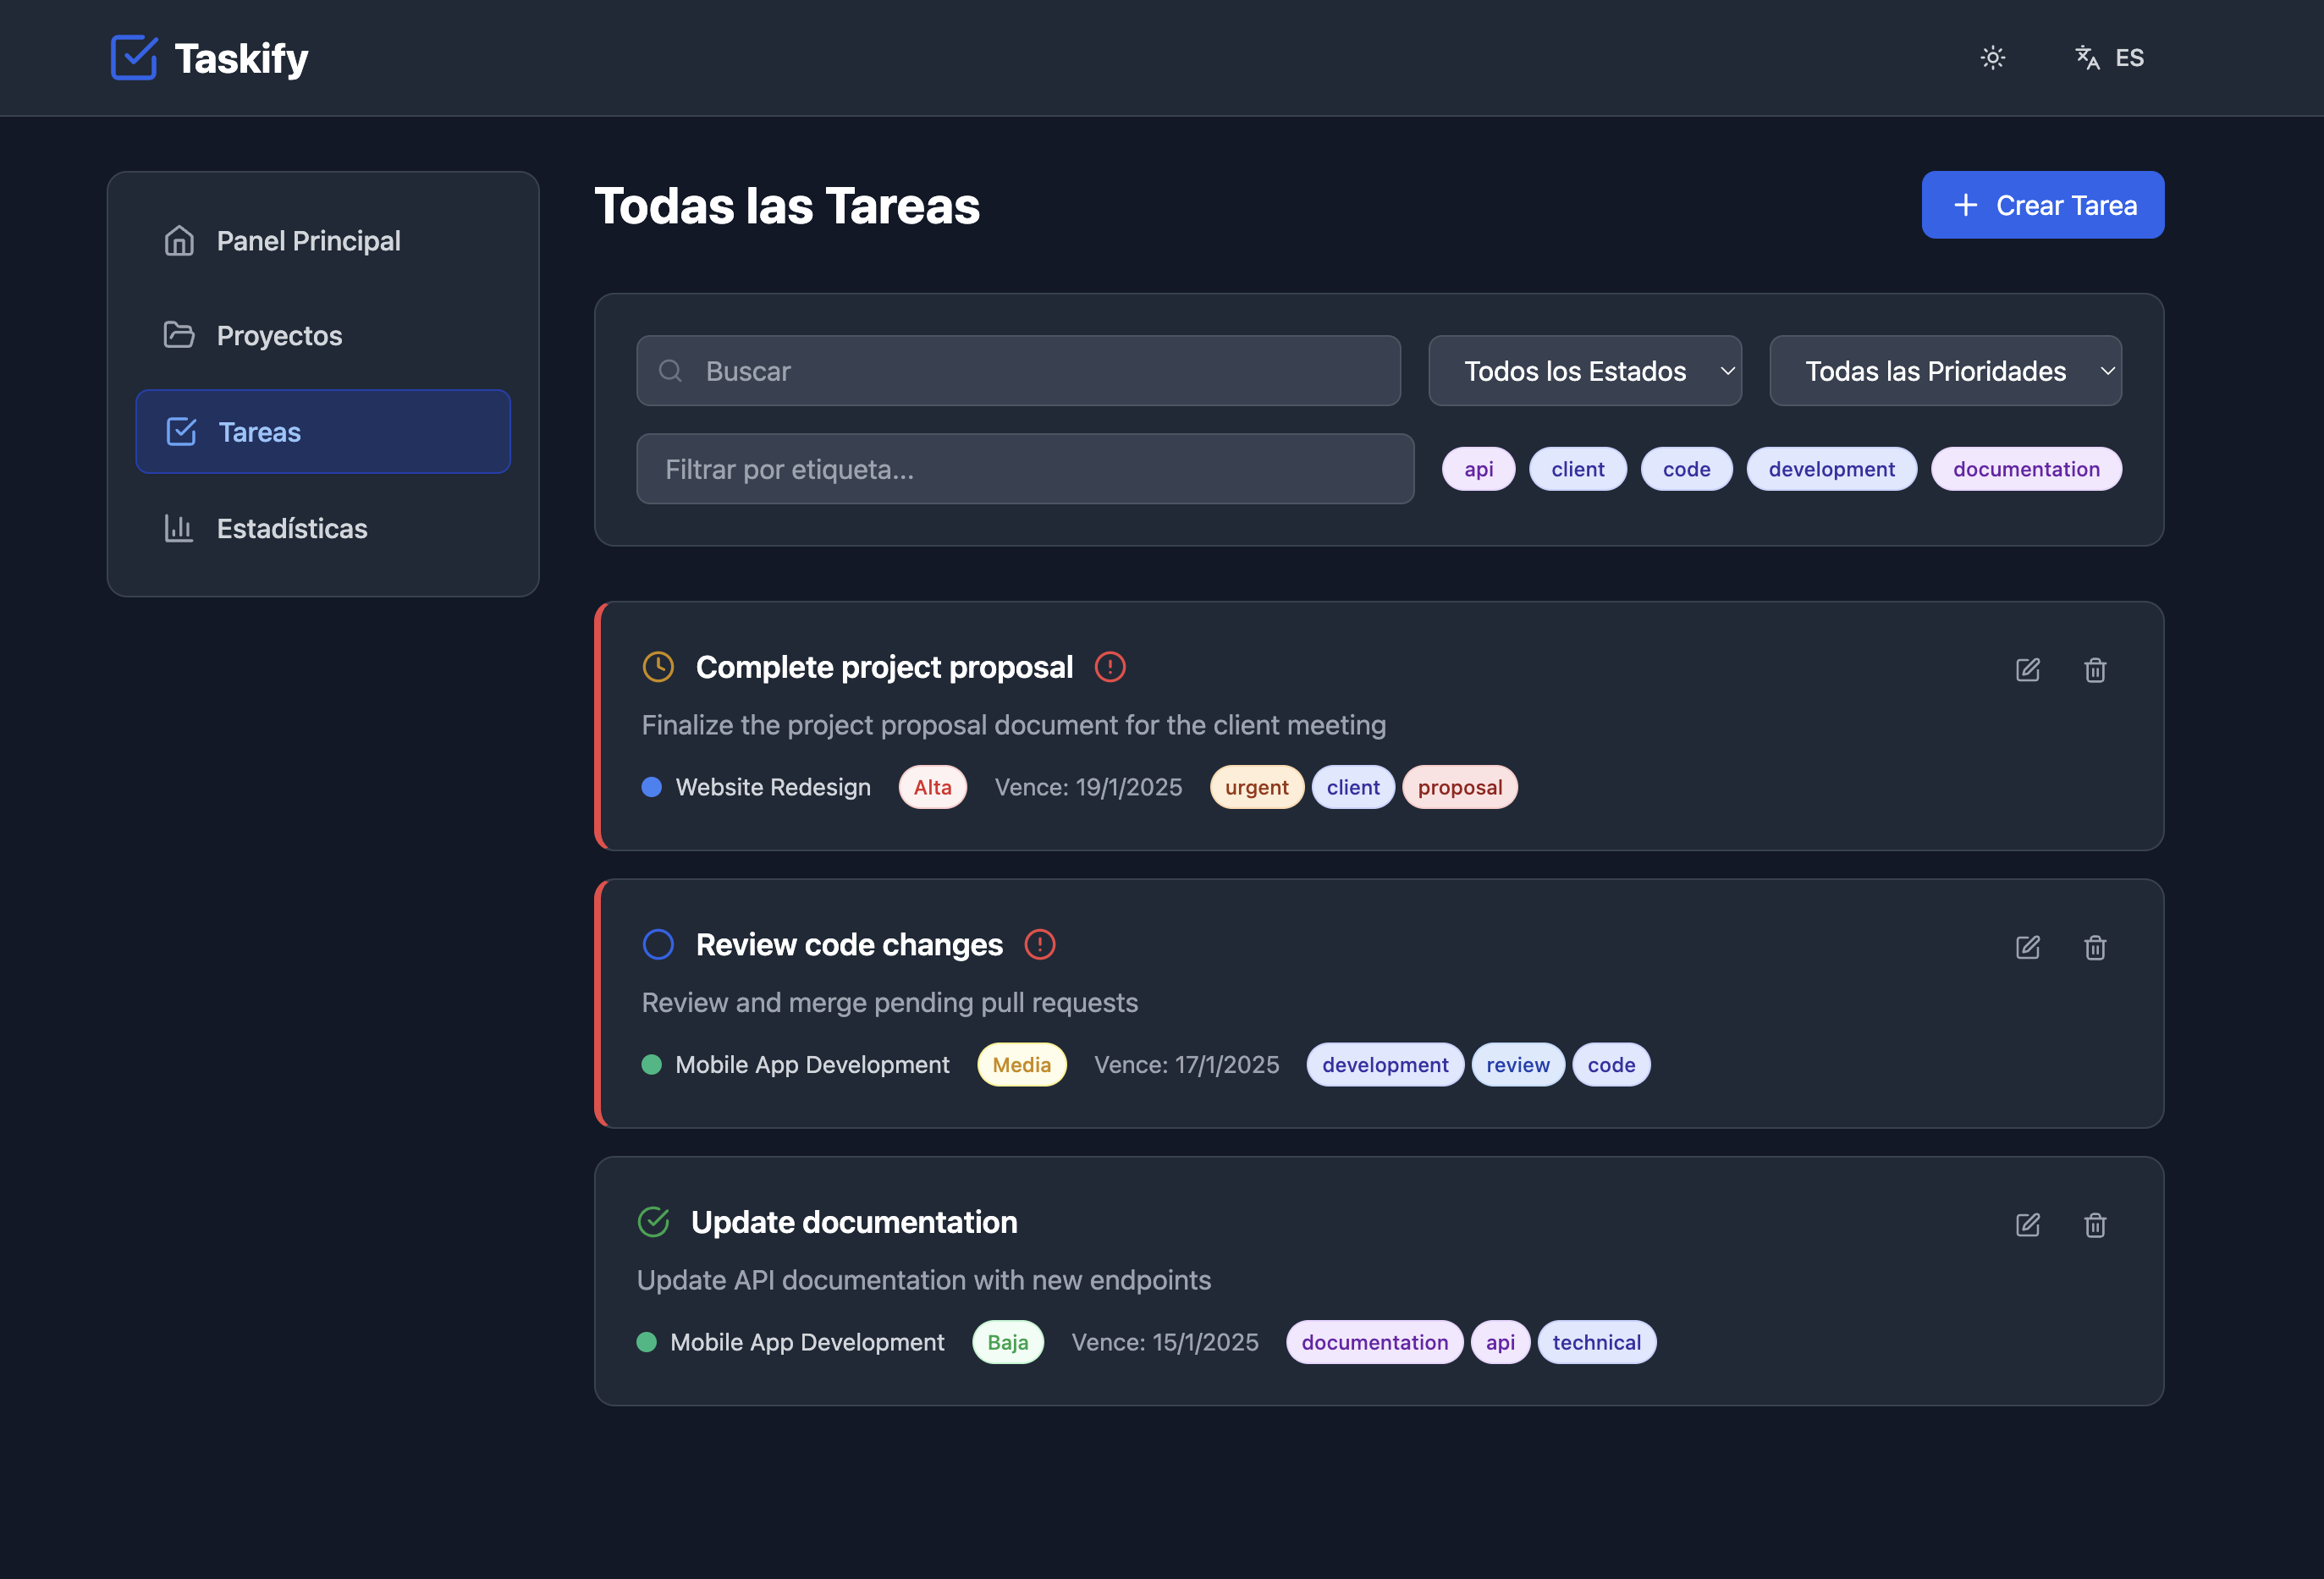 Taskify
ES
Panel Principal
Proyectos
Tareas
Estadísticas
Todas las Tareas
Crear Tarea
Buscar
Todos los Estados
Todas las Prioridades
Filtrar por etiqueta...
api client code development documentation
Complete project proposal
Finalize the project proposal document for the client meeting
Website Redesign Alta Vence: 19/1/2025 urgent client proposal
Review code changes
Review and merge pending pull requests
Mobile App Development Media Vence: 17/1/2025 development review code
Update documentation
Update API documentation with new endpoints
Mobile App Development Baja Vence: 15/1/2025 documentation api technical